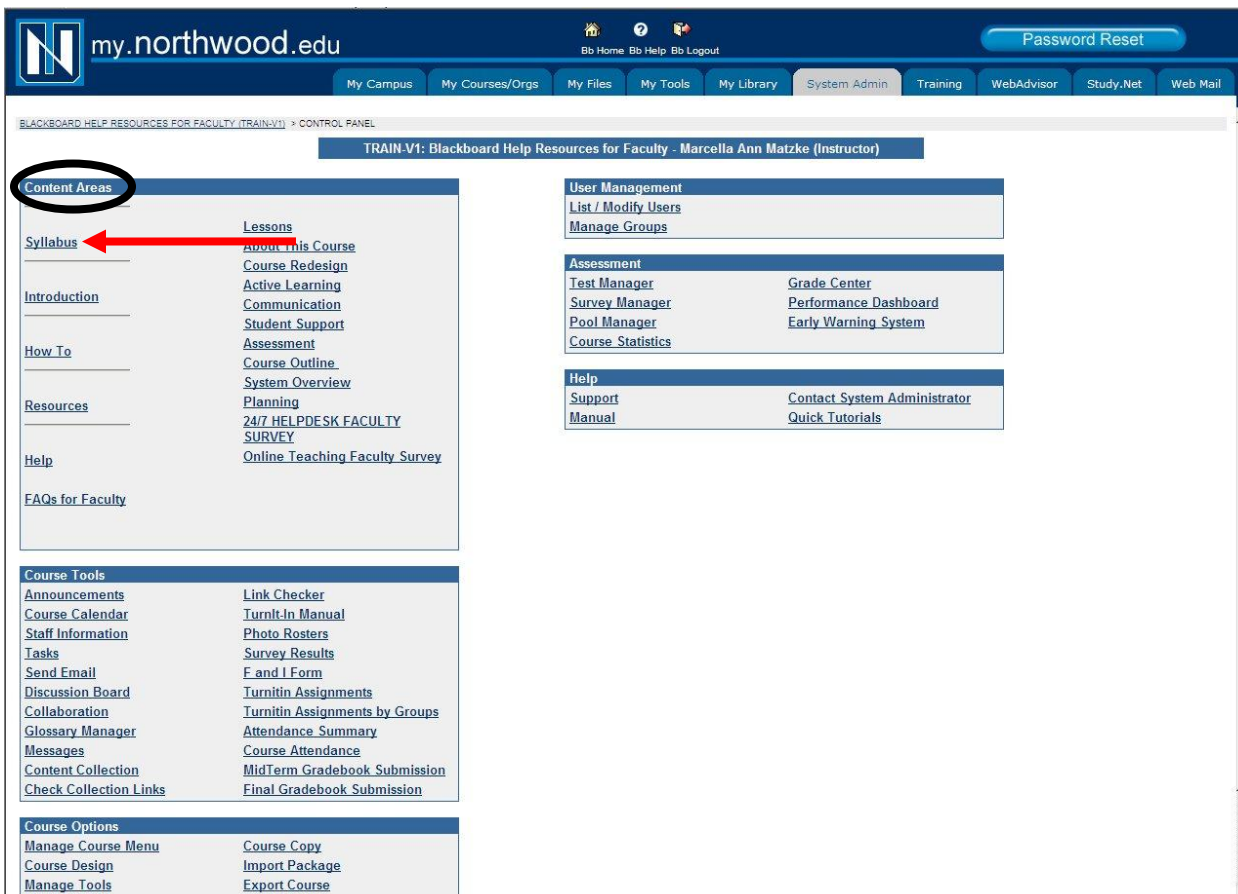 my.northwood.edu
Bb Home Bb Help Bb Logout
Password Reset
My Campus My Courses/Orgs My Files My Tools My Library System Admin Training WebAdvisor Study.Net Web Mail
BLACKBOARD HELP RESOURCES FOR FACULTY (TRAIN-V1) > CONTROL PANEL
TRAIN-V1: Blackboard Help Resources for Faculty - Marcella Ann Matzke (Instructor)
Content Areas
Syllabus
Introduction
How To
Resources
Help
FAQs for Faculty
Lessons
About This Course
Course Redesign
Active Learning
Communication
Student Support
Assessment
Course Outline
System Overview
Planning
24/7 HELPDESK FACULTY
SURVEY
Online Teaching Faculty Survey
User Management
List / Modify Users
Manage Groups
Assessment
Test Manager Grade Center
Survey Manager Performance Dashboard
Pool Manager Early Warning System
Course Statistics
Help
Support Contact System Administrator
Manual Quick Tutorials
Course Tools
Announcements Link Checker
Course Calendar TurnIt-In Manual
Staff Information Photo Rosters
Tasks Survey Results
Send Email F and I Form
Discussion Board Turnitin Assignments
Collaboration Turnitin Assignments by Groups
Glossary Manager Attendance Summary
Messages Course Attendance
Content Collection MidTerm Gradebook Submission
Check Collection Links Final Gradebook Submission
Course Options
Manage Course Menu Course Copy
Course Design Import Package
Manage Tools Export Course